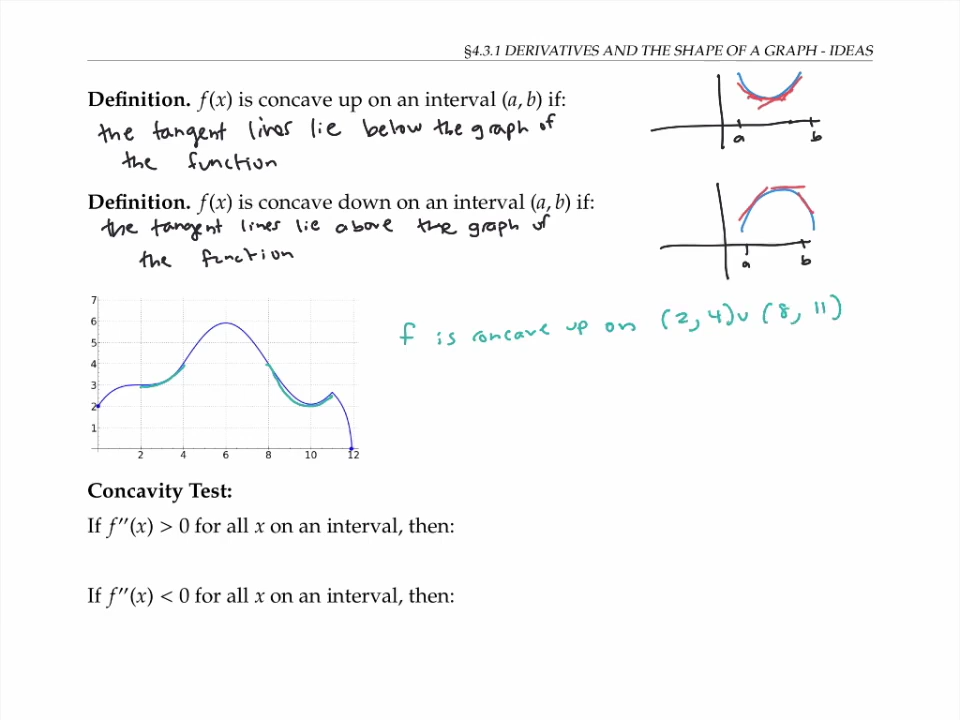 §4.3.1 DERIVATIVES AND THE SHAPE OF A GRAPH - IDEAS
Definition. f(x) is concave up on an interval (a, b) if:
the tangent lines lie below the graph of
the function
a b
Definition. f(x) is concave down on an interval (a, b) if:
the tangent lines lie above the graph of
the function
a b
7
6
5
4
3
2
1
2 4 6 8 10 12
f is concave up on (2, 4) ∪ (8, 11)
Concavity Test:
If f″(x) > 0 for all x on an interval, then:
If f″(x) < 0 for all x on an interval, then: